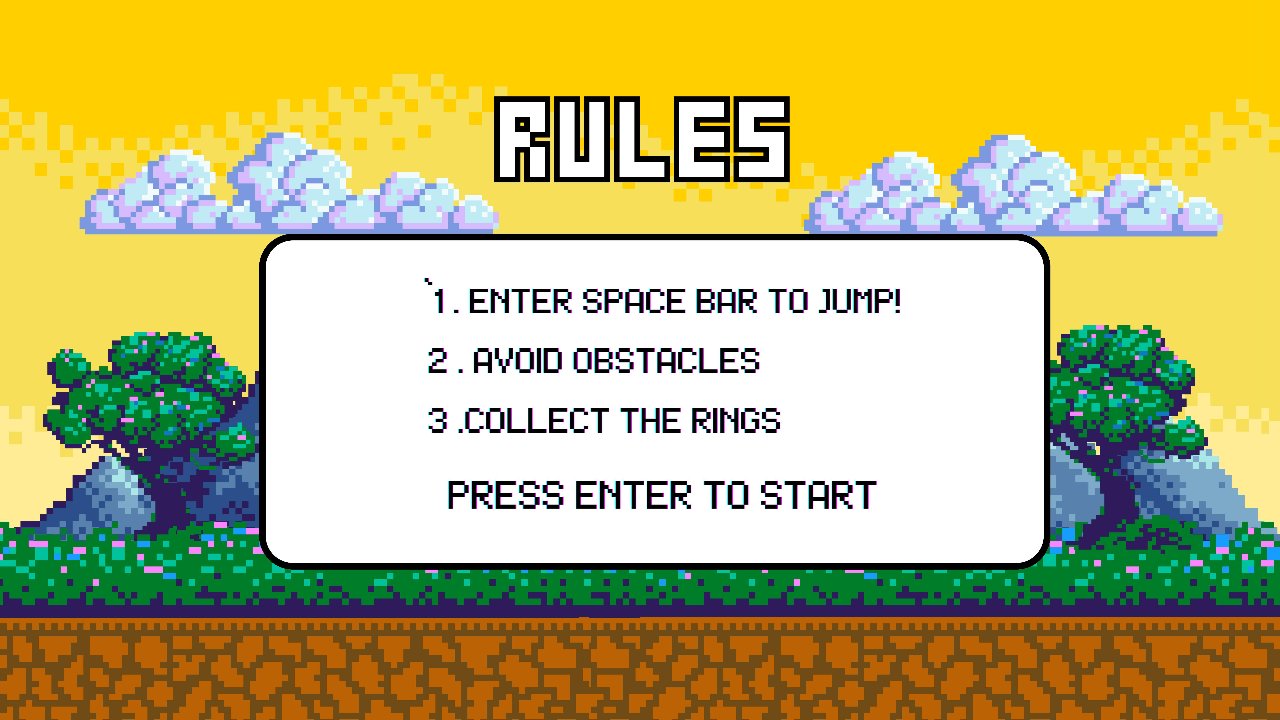 RULES
`1. ENTER SPACE BAR TO JUMP!
2 . AVOID OBSTACLES
3 .COLLECT THE RINGS
PRESS ENTER TO START